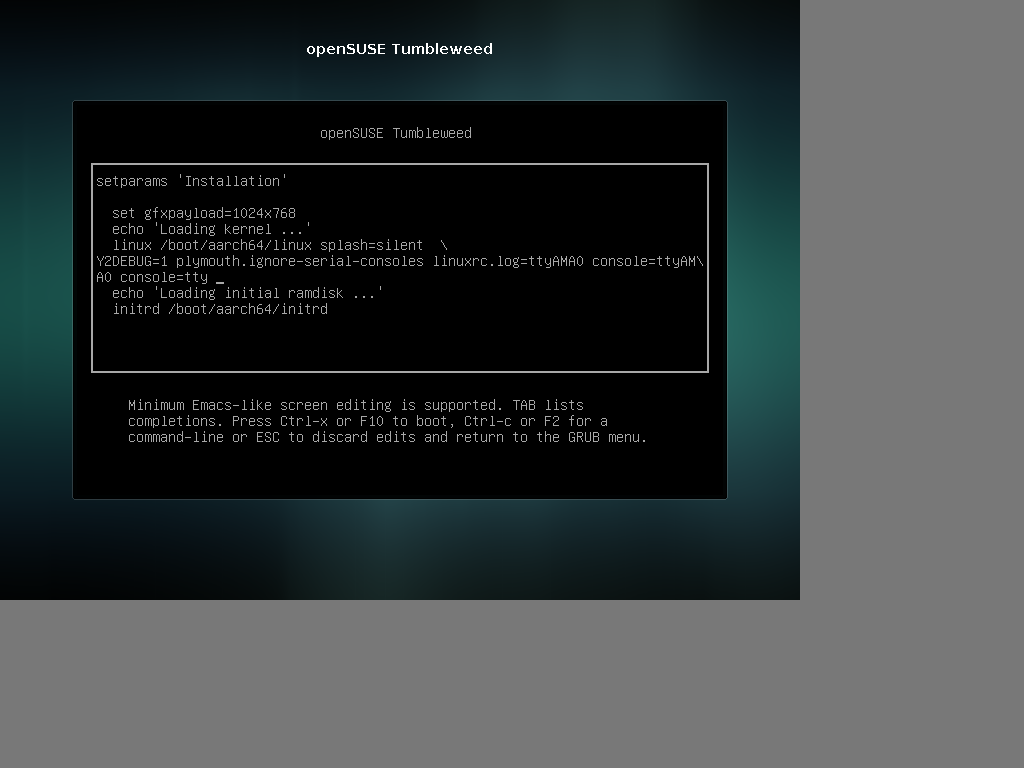 openSUSE Tumbleweed
openSUSE Tumbleweed
setparams 'Installation'
set gfxpayload=1024x768
echo 'Loading kernel ...'
linux /boot/aarch64/linux splash=silent  \
Y2DEBUG=1 plymouth.ignore-serial-consoles linuxrc.log=ttyAMA0 console=ttyAM\
A0 console=tty _
echo 'Loading initial ramdisk ...'
initrd /boot/aarch64/initrd
Minimum Emacs-like screen editing is supported. TAB lists
completions. Press Ctrl-x or F10 to boot, Ctrl-c or F2 for a
command-line or ESC to discard edits and return to the GRUB menu.